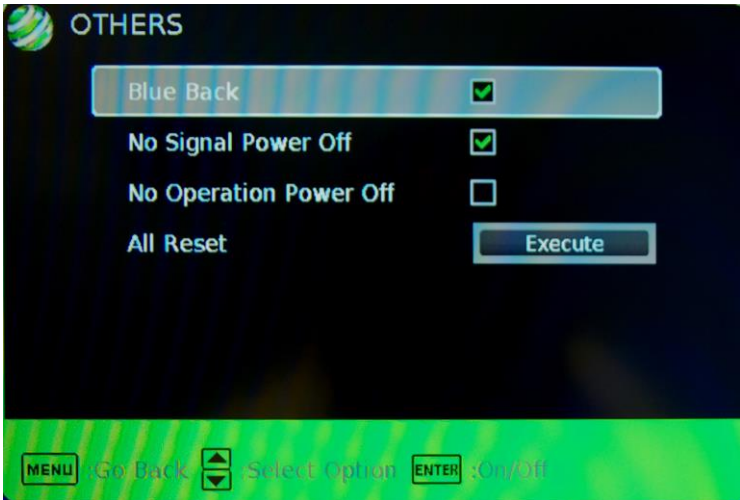 OTHERS
Blue Back
No Signal Power Off
No Operation Power Off
All Reset Execute
MENU :Go Back :Select Option ENTER :On/Off